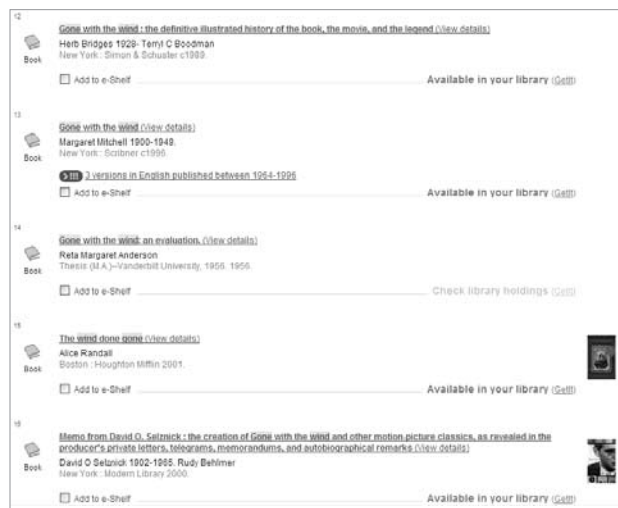 12
Gone with the wind : the definitive illustrated history of the book, the movie, and the legend (View details)
Herb Bridges 1929- Terryl C Boodman
Book
New York : Simon & Schuster c1989.
Add to e-Shelf Available in your library (GetIt)
13
Gone with the wind (View details)
Margaret Mitchell 1900-1949.
Book
New York : Scribner c1996.
3 versions in English published between 1964-1996
Add to e-Shelf Available in your library (GetIt)
14
Gone with the wind: an evaluation. (View details)
Reta Margaret Anderson
Book
Thesis (M.A.)--Vanderbilt University, 1956. 1956.
Add to e-Shelf Check library holdings (GetIt)
15
The wind done gone (View details)
Alice Randall
Book
Boston : Houghton Mifflin 2001.
Add to e-Shelf Available in your library (GetIt)
16
Memo from David O. Selznick : the creation of Gone with the wind and other motion picture classics, as revealed in the
producer's private letters, telegrams, memorandums, and autobiographical remarks (View details)
David O Selznick 1902-1965. Rudy Behlmer
Book
New York : Modern Library 2000.
Add to e-Shelf Available in your library (GetIt)